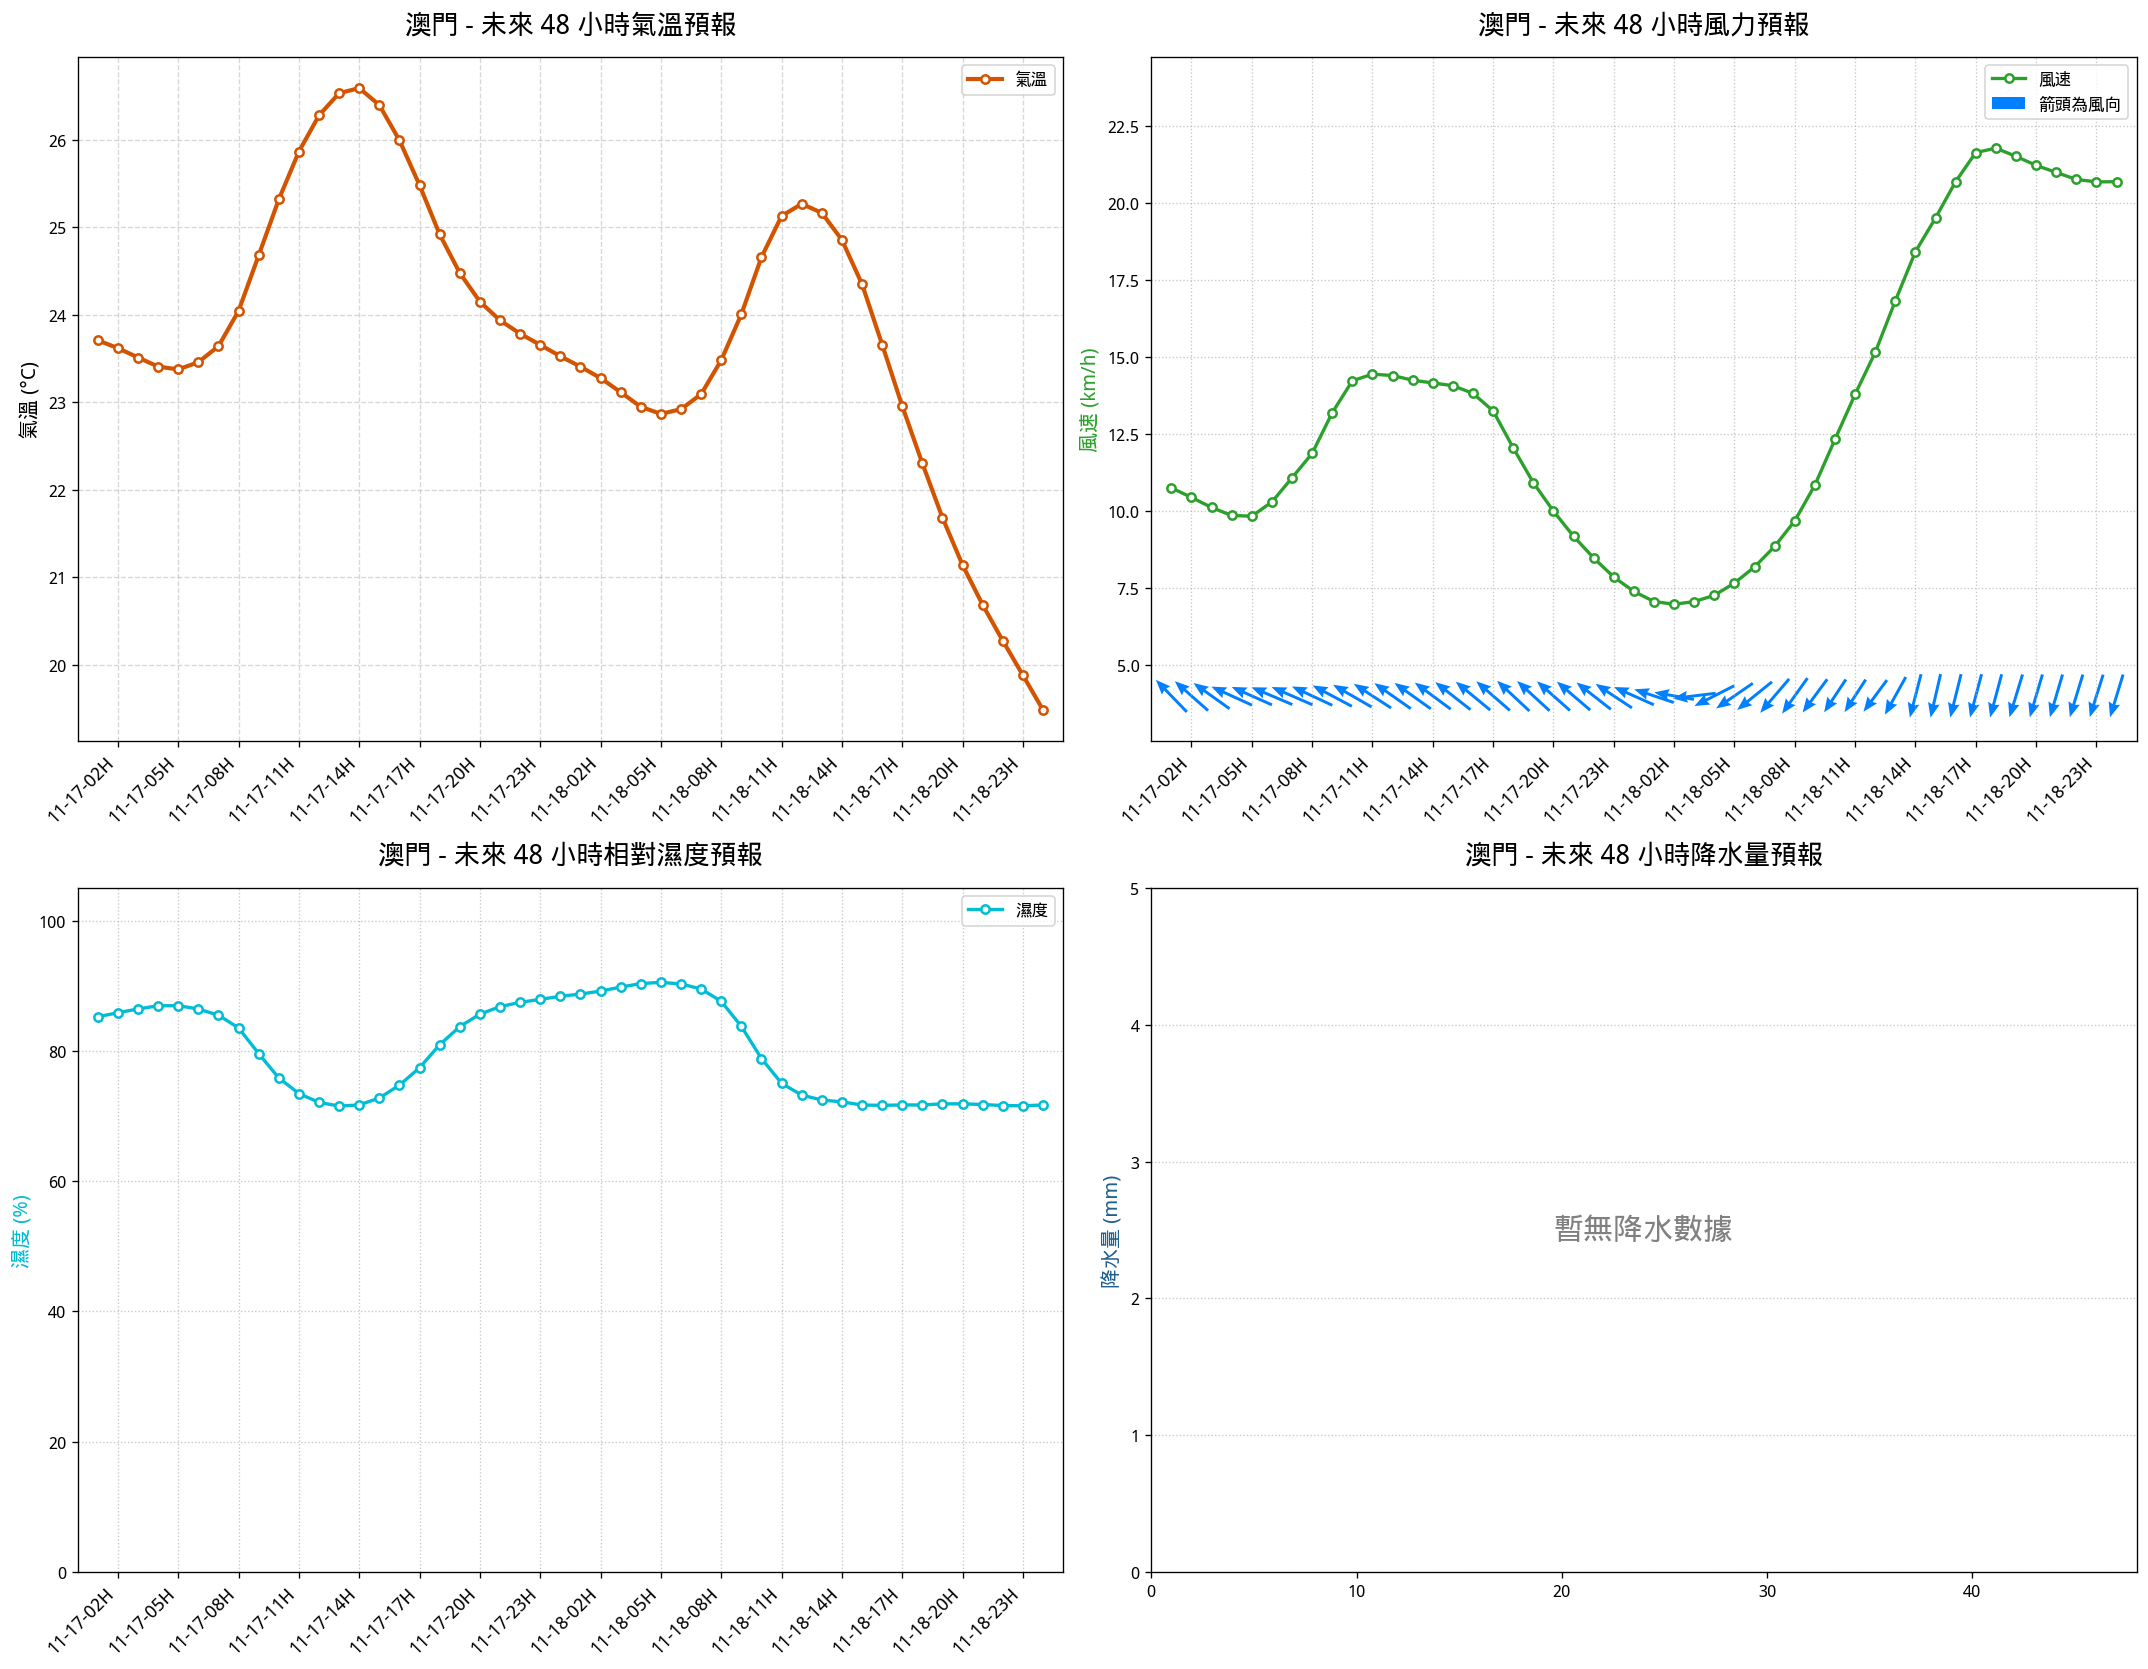 澳門 - 未來 48 小時氣溫預報
氣溫
氣溫 (°C)
26
25
24
23
22
21
20
11-17-02H
11-17-05H
11-17-08H
11-17-11H
11-17-14H
11-17-17H
11-17-20H
11-17-23H
11-18-02H
11-18-05H
11-18-08H
11-18-11H
11-18-14H
11-18-17H
11-18-20H
11-18-23H
澳門 - 未來 48 小時風力預報
風速
箭頭為風向
風速 (km/h)
22.5
20.0
17.5
15.0
12.5
10.0
7.5
5.0
11-17-02H
11-17-05H
11-17-08H
11-17-11H
11-17-14H
11-17-17H
11-17-20H
11-17-23H
11-18-02H
11-18-05H
11-18-08H
11-18-11H
11-18-14H
11-18-17H
11-18-20H
11-18-23H
澳門 - 未來 48 小時相對濕度預報
濕度
濕度 (%)
100
80
60
40
20
0
11-17-02H
11-17-05H
11-17-08H
11-17-11H
11-17-14H
11-17-17H
11-17-20H
11-17-23H
11-18-02H
11-18-05H
11-18-08H
11-18-11H
11-18-14H
11-18-17H
11-18-20H
11-18-23H
澳門 - 未來 48 小時降水量預報
降水量 (mm)
5
4
3
2
1
0
暫無降水數據
0
10
20
30
40